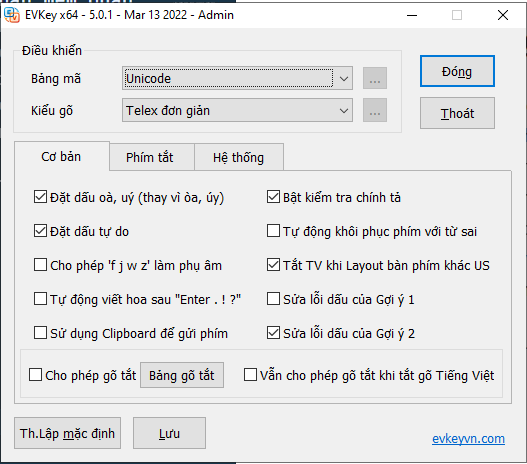 EVKey x64 - 5.0.1 - Mar 13 2022 - Admin
Điều khiển
Bảng mã
Unicode
...
Đóng
Kiểu gõ
Telex đơn giản
...
Thoát
Cơ bản
Phím tắt
Hệ thống
Đặt dấu oà, uý (thay vì òa, úy)
Bật kiểm tra chính tả
Đặt dấu tự do
Tự động khôi phục phím với từ sai
Cho phép 'f j w z' làm phụ âm
Tắt TV khi Layout bàn phím khác US
Tự động viết hoa sau "Enter . ! ?"
Sửa lỗi dấu của Gợi ý 1
Sử dụng Clipboard để gửi phím
Sửa lỗi dấu của Gợi ý 2
Cho phép gõ tắt
Bảng gõ tắt
Vẫn cho phép gõ tắt khi tắt gõ Tiếng Việt
Th.Lập mặc định
Lưu
evkeyvn.com